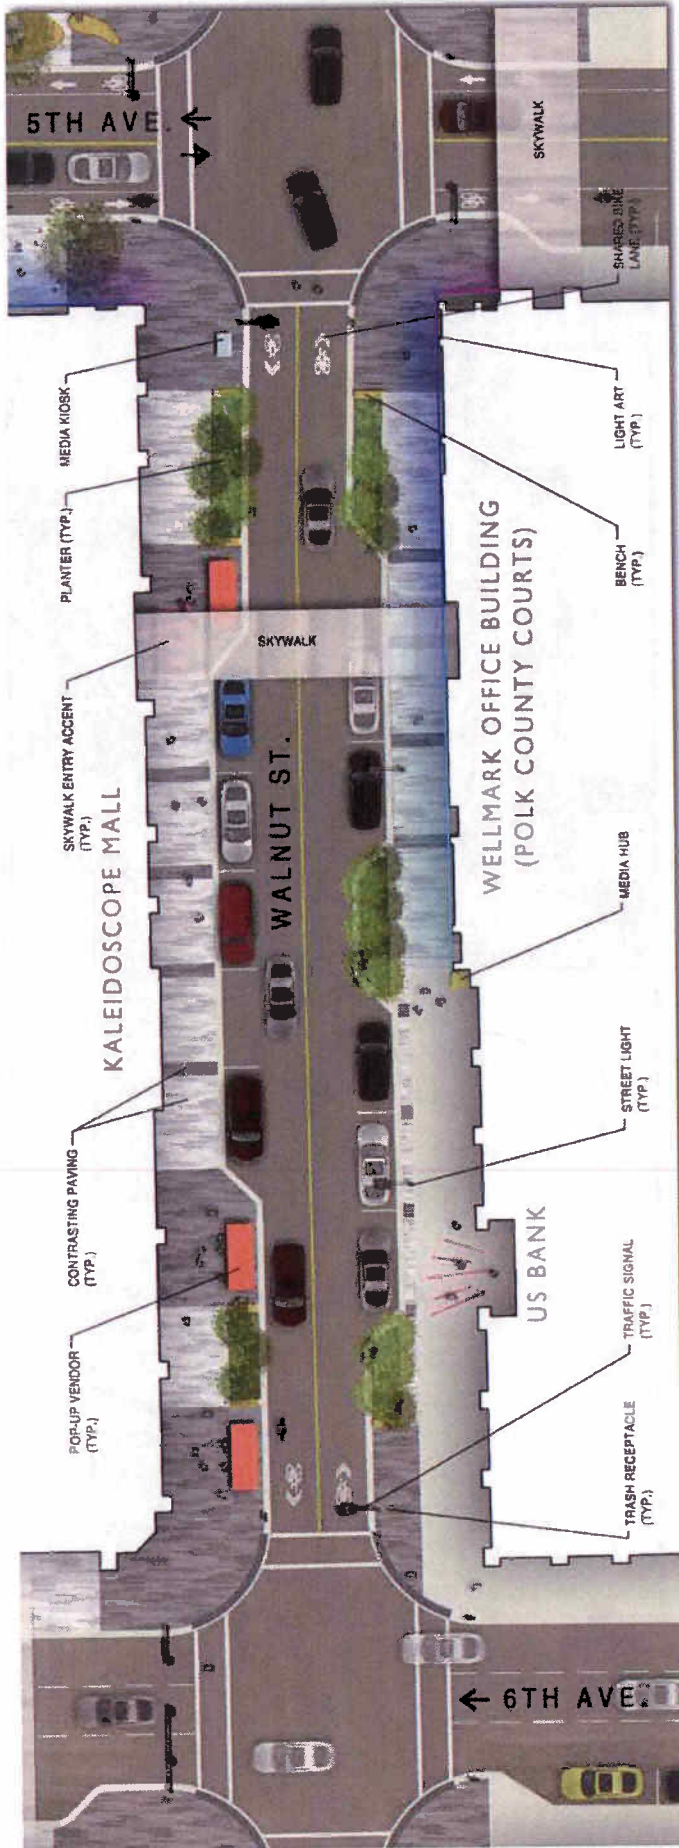 5TH AVE.
SKYWALK
SHARED BIKE
LANE (TYP.)
MEDIA KIOSK
PLANTER (TYP.)
LIGHT ART
(TYP.)
BENCH
(TYP.)
SKYWALK
SKYWALK ENTRY ACCENT
(TYP.)
KALEIDOSCOPE MALL
WALNUT ST.
WELLMARK OFFICE BUILDING
(POLK COUNTY COURTS)
MEDIA HUB
CONTRASTING PAVING
(TYP.)
STREET LIGHT
(TYP.)
US BANK
POP-UP VENDOR
(TYP.)
TRAFFIC SIGNAL
(TYP.)
TRASH RECEPTACLE
(TYP.)
6TH AVE.